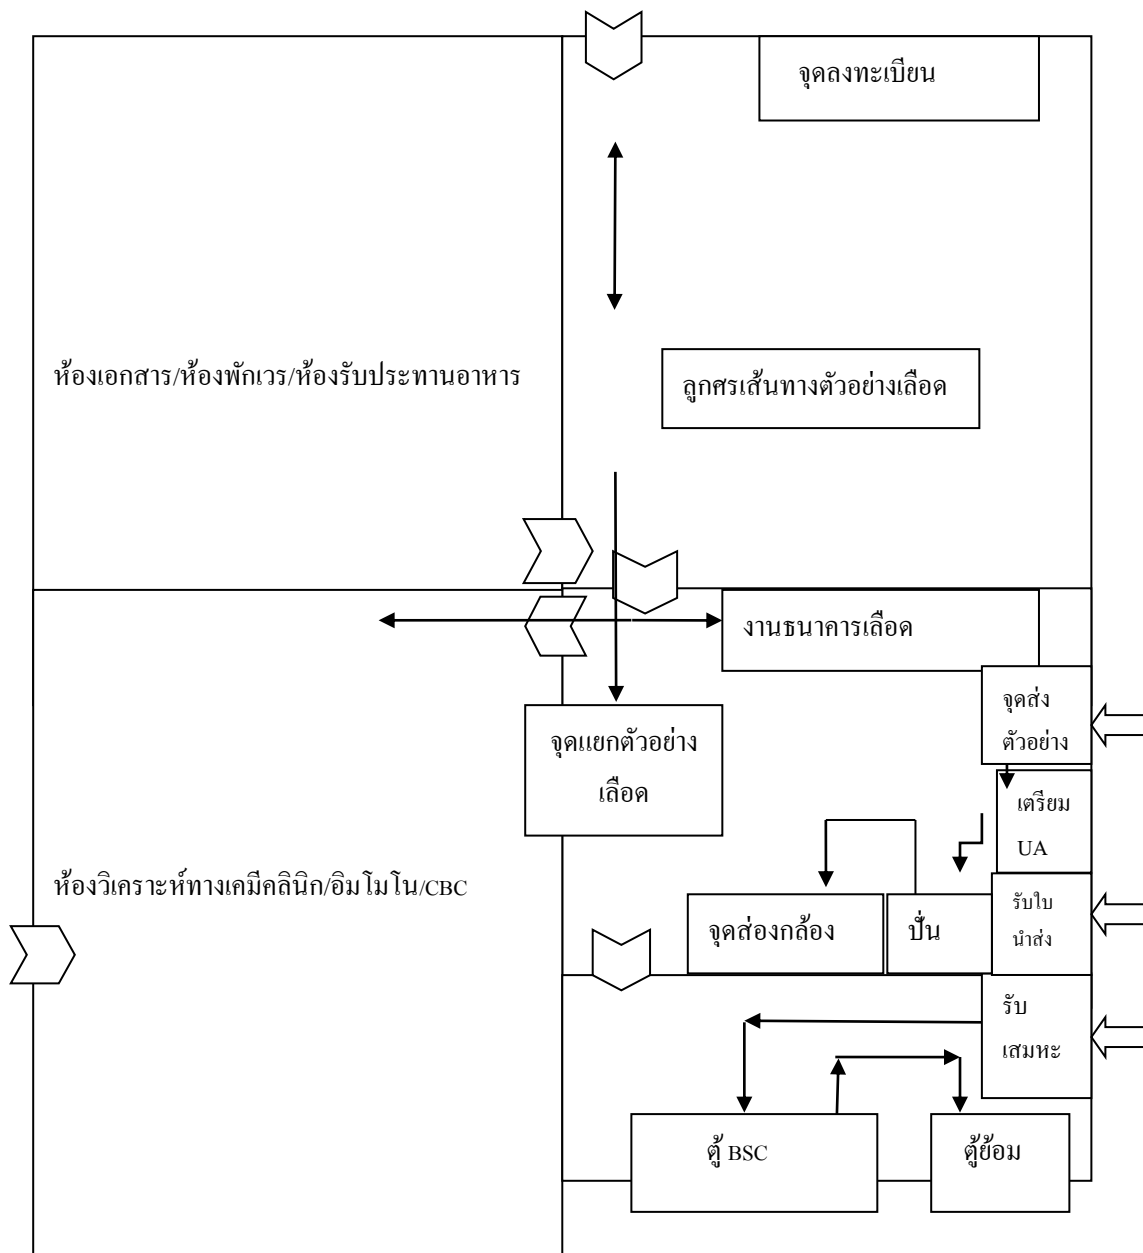 จุดลงทะเบียน
ห้องเอกสาร/ห้องพักเวร/ห้องรับประทานอาหาร
ลูกศรเส้นทางตัวอย่างเลือด
งานธนาคารเลือด
จุดส่ง
ตัวอย่าง
จุดแยกตัวอย่าง
เลือด
เตรียม
UA
ห้องวิเคราะห์ทางเคมีคลินิก/อิมโมโน/CBC
จุดส่องกล้อง
ปั่น
รับใบ
นำส่ง
รับ
เสมหะ
ตู้ BSC
ตู้ย้อม